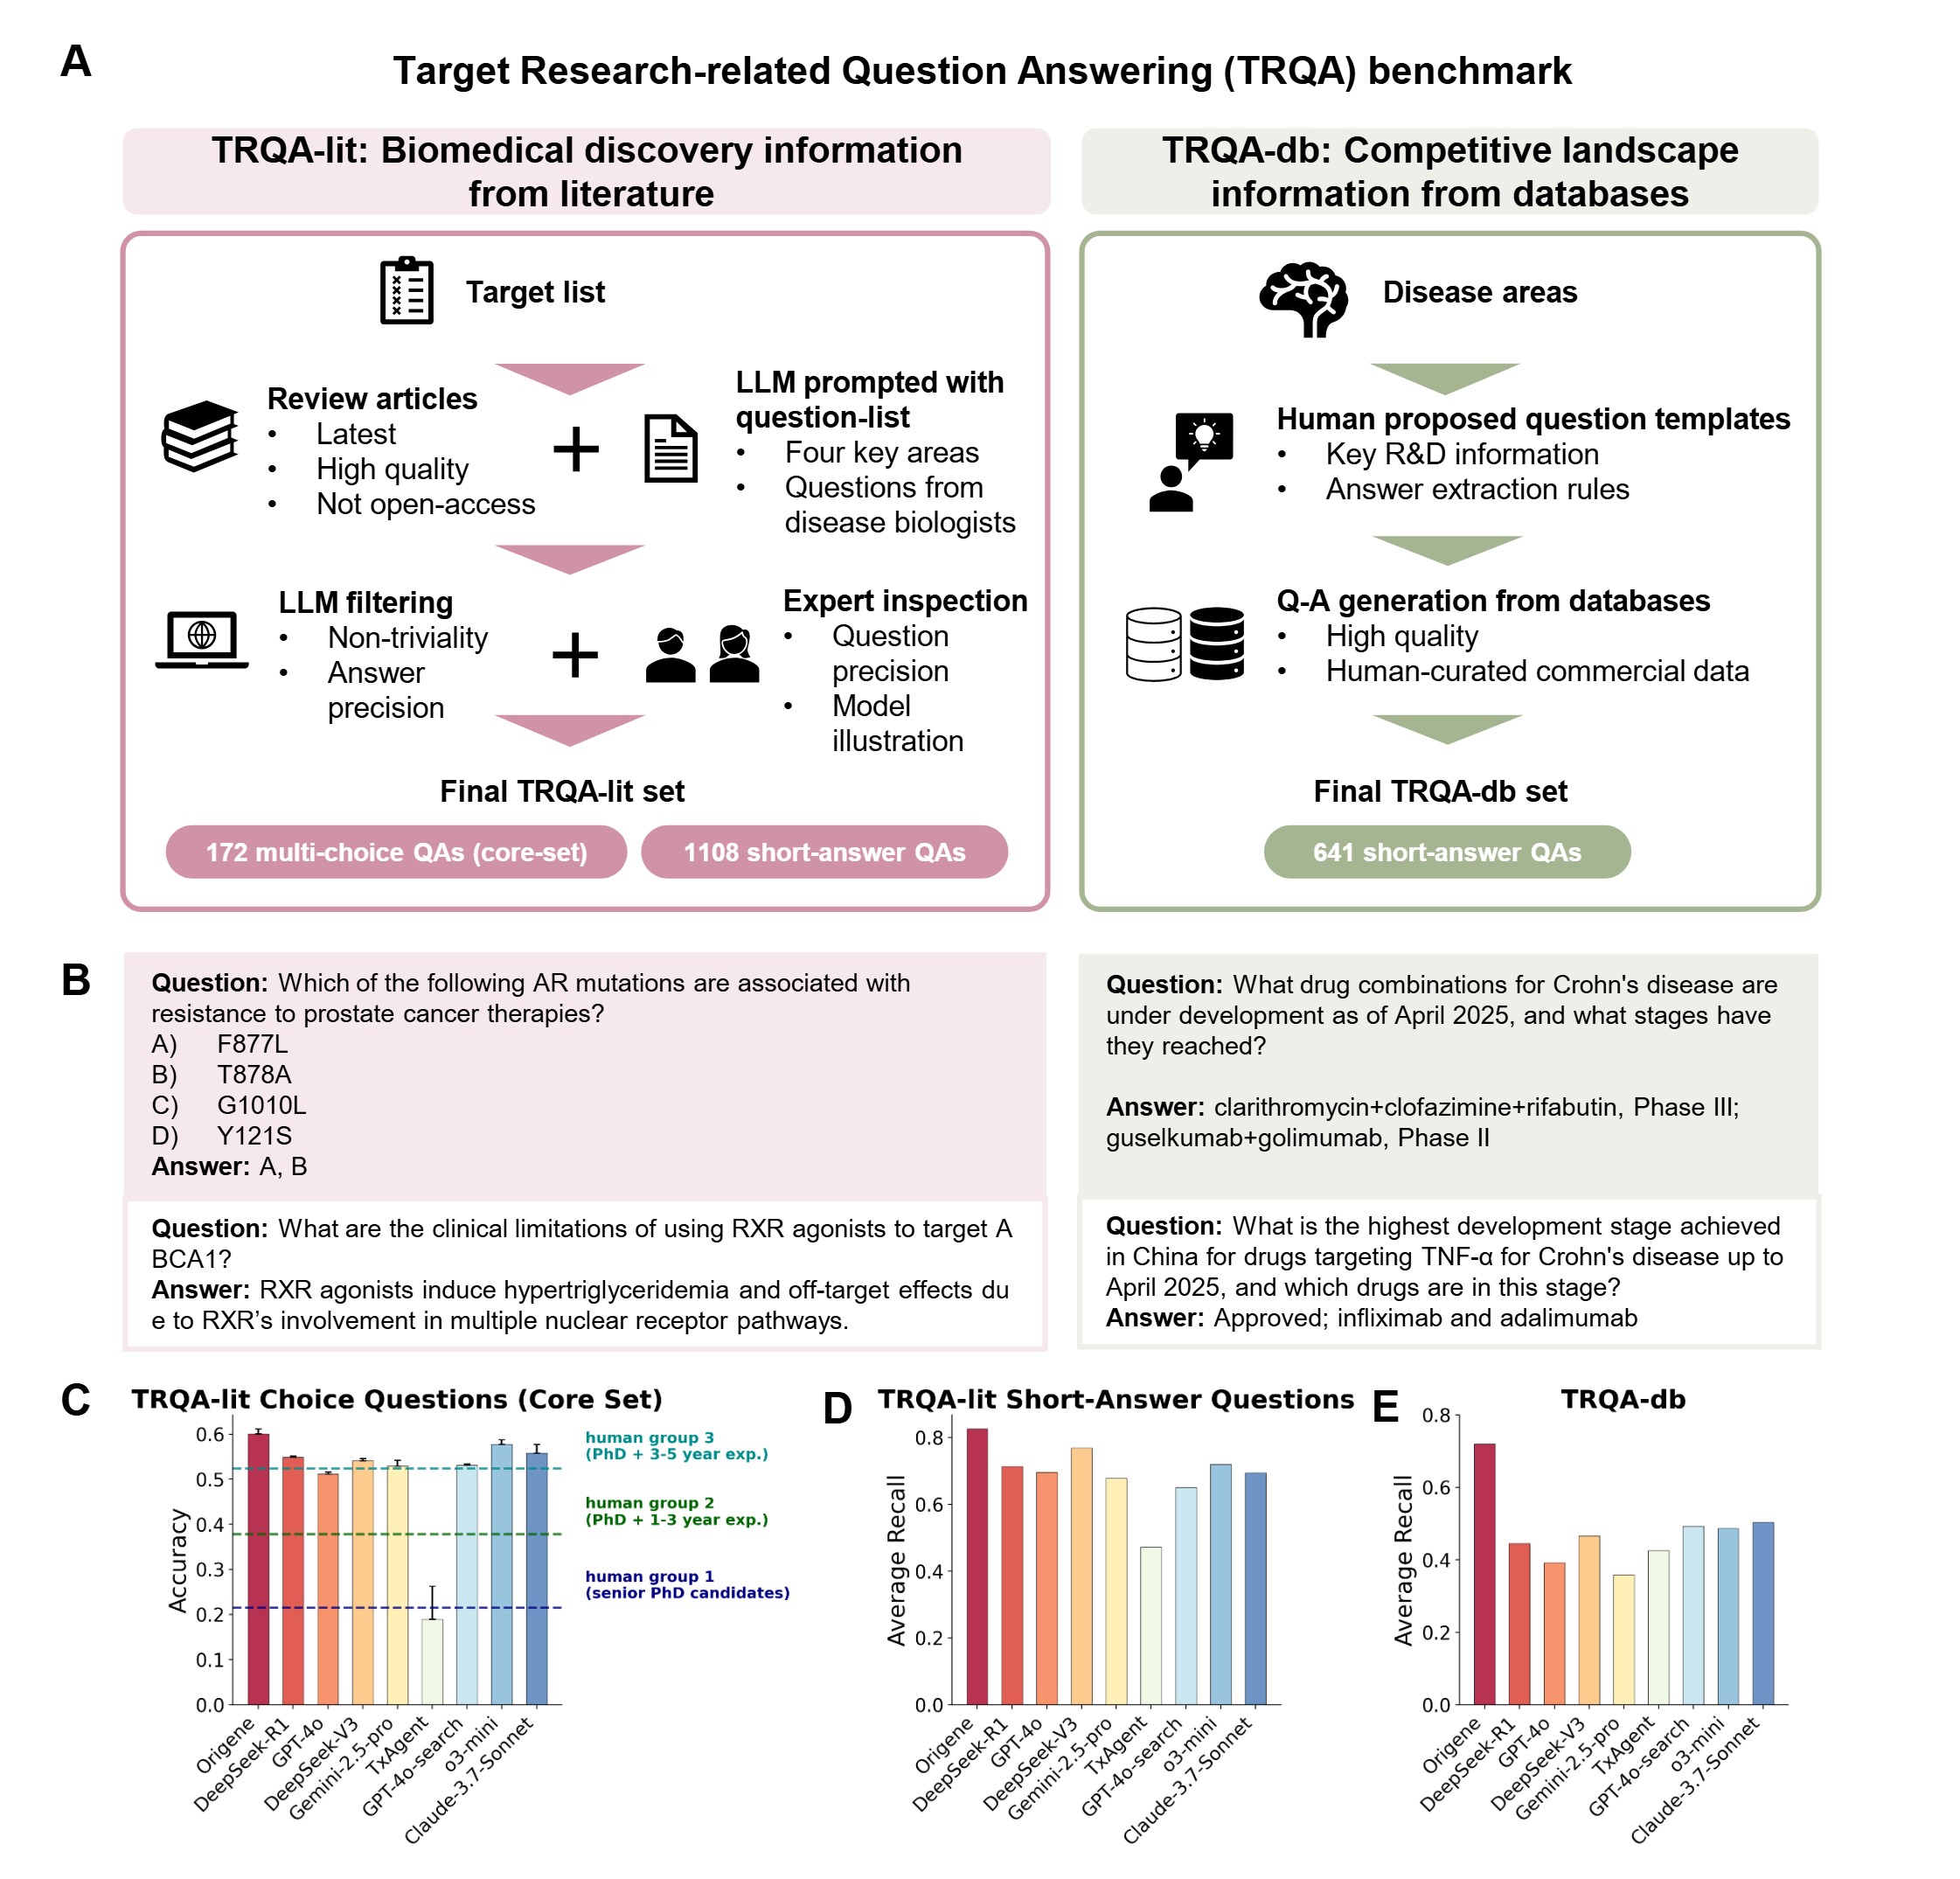 A
Target Research-related Question Answering (TRQA) benchmark
TRQA-lit: Biomedical discovery information
from literature
Target list
Review articles
• Latest
• High quality
• Not open-access
LLM prompted with
question-list
• Four key areas
• Questions from
disease biologists
LLM filtering
• Non-triviality
• Answer
precision
Expert inspection
• Question
precision
• Model
illustration
Final TRQA-lit set
172 multi-choice QAs (core-set)
1108 short-answer QAs
TRQA-db: Competitive landscape
information from databases
Disease areas
Human proposed question templates
• Key R&D information
• Answer extraction rules
Q-A generation from databases
• High quality
• Human-curated commercial data
Final TRQA-db set
641 short-answer QAs
B
Question: Which of the following AR mutations are associated with
resistance to prostate cancer therapies?
A) F877L
B) T878A
C) G1010L
D) Y121S
Answer: A, B
Question: What are the clinical limitations of using RXR agonists to target A
BCA1?
Answer: RXR agonists induce hypertriglyceridemia and off-target effects du
e to RXR's involvement in multiple nuclear receptor pathways.
Question: What drug combinations for Crohn's disease are
under development as of April 2025, and what stages have
they reached?
Answer: clarithromycin+clofazimine+rifabutin, Phase III;
guselkumab+golimumab, Phase II
Question: What is the highest development stage achieved
in China for drugs targeting TNF-α for Crohn's disease up to
April 2025, and which drugs are in this stage?
Answer: Approved; infliximab and adalimumab
C
TRQA-lit Choice Questions (Core Set)
Accuracy
0.6
0.5
0.4
0.3
0.2
0.1
0.0
human group 3
(PhD + 3-5 year exp.)
human group 2
(PhD + 1-3 year exp.)
human group 1
(senior PhD candidates)
Origene
DeepSeek-R1
GPT-4o
DeepSeek-V3
Gemini-2.5-pro
TxAgent
GPT-4o-search
o3-mini
Claude-3.7-Sonnet
D
TRQA-lit Short-Answer Questions
Average Recall
0.8
0.6
0.4
0.2
0.0
Origene
DeepSeek-R1
GPT-4o
DeepSeek-V3
Gemini-2.5-pro
TxAgent
GPT-4o-search
o3-mini
Claude-3.7-Sonnet
E
TRQA-db
Average Recall
0.8
0.6
0.4
0.2
0.0
Origene
DeepSeek-R1
GPT-4o
DeepSeek-V3
Gemini-2.5-pro
TxAgent
GPT-4o-search
o3-mini
Claude-3.7-Sonnet